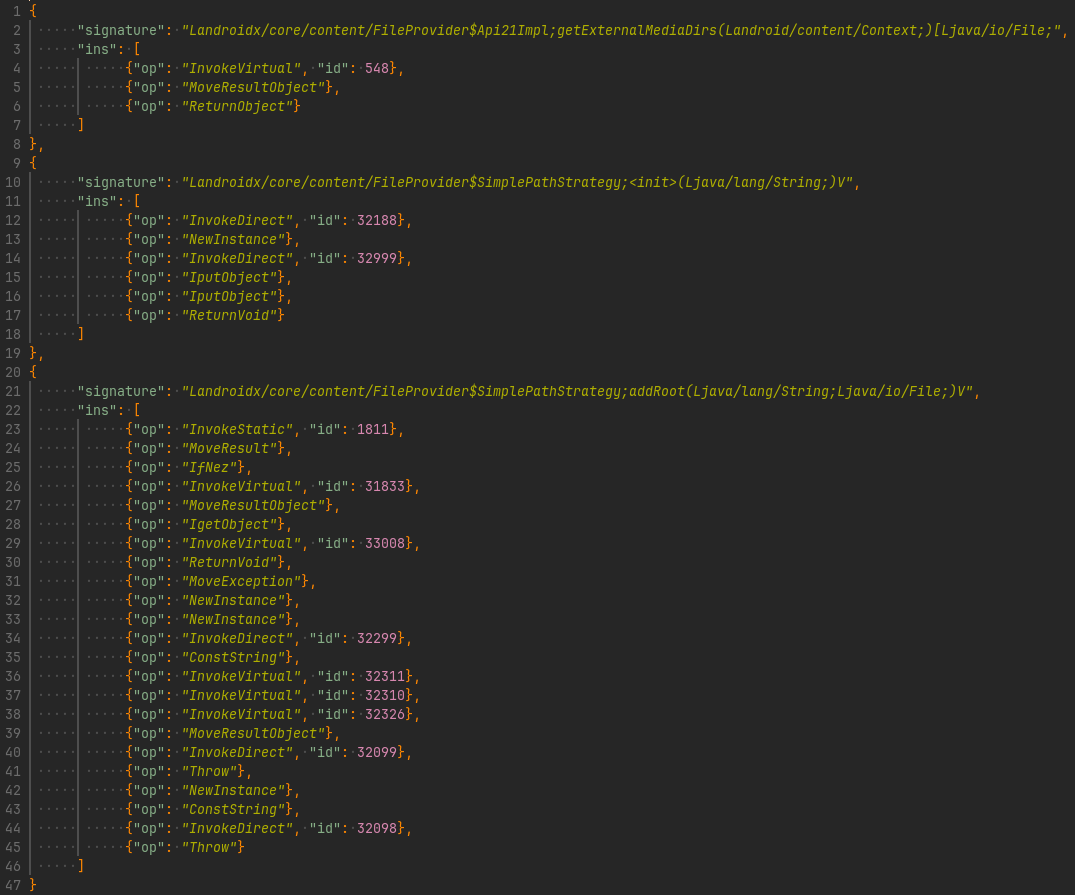 1 {
2 "signature": "Landroidx/core/content/FileProvider$Api21Impl;getExternalMediaDirs(Landroid/content/Context;)[Ljava/io/File;",
3 "ins": [
4 {"op": "InvokeVirtual", "id": 548},
5 {"op": "MoveResultObject"},
6 {"op": "ReturnObject"}
7 ]
8 },
9 {
10 "signature": "Landroidx/core/content/FileProvider$SimplePathStrategy;<init>(Ljava/lang/String;)V",
11 "ins": [
12 {"op": "InvokeDirect", "id": 32188},
13 {"op": "NewInstance"},
14 {"op": "InvokeDirect", "id": 32999},
15 {"op": "IputObject"},
16 {"op": "IputObject"},
17 {"op": "ReturnVoid"}
18 ]
19 },
20 {
21 "signature": "Landroidx/core/content/FileProvider$SimplePathStrategy;addRoot(Ljava/lang/String;Ljava/io/File;)V",
22 "ins": [
23 {"op": "InvokeStatic", "id": 1811},
24 {"op": "MoveResult"},
25 {"op": "IfNez"},
26 {"op": "InvokeVirtual", "id": 31833},
27 {"op": "MoveResultObject"},
28 {"op": "IgetObject"},
29 {"op": "InvokeVirtual", "id": 33008},
30 {"op": "ReturnVoid"},
31 {"op": "MoveException"},
32 {"op": "NewInstance"},
33 {"op": "NewInstance"},
34 {"op": "InvokeDirect", "id": 32299},
35 {"op": "ConstString"},
36 {"op": "InvokeVirtual", "id": 32311},
37 {"op": "InvokeVirtual", "id": 32310},
38 {"op": "InvokeVirtual", "id": 32326},
39 {"op": "MoveResultObject"},
40 {"op": "InvokeDirect", "id": 32099},
41 {"op": "Throw"},
42 {"op": "NewInstance"},
43 {"op": "ConstString"},
44 {"op": "InvokeDirect", "id": 32098},
45 {"op": "Throw"}
46 ]
47 }